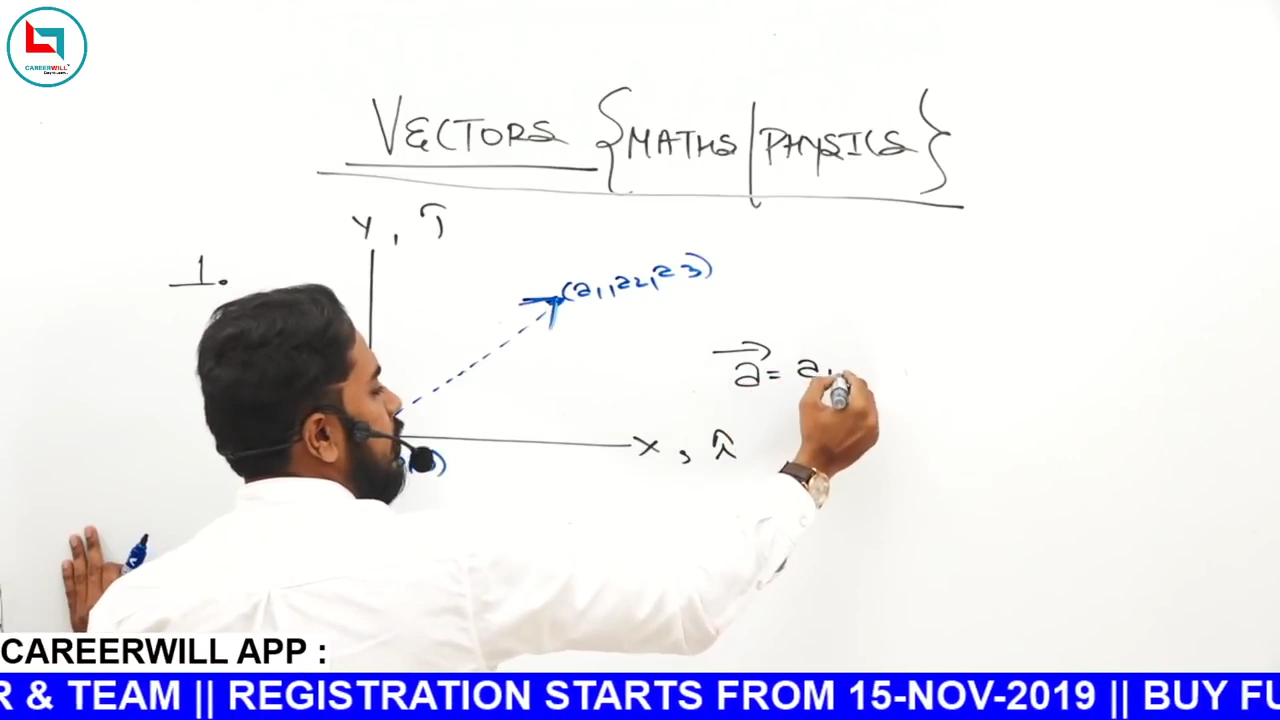 CAREERWILL
VECTORS {MATHS | PHYSICS}
Y, ĵ
1.
(a1, a2, a3)
a⃗ = a1
X, î
CAREERWILL APP :
R & TEAM || REGISTRATION STARTS FROM 15-NOV-2019 || BUY FU